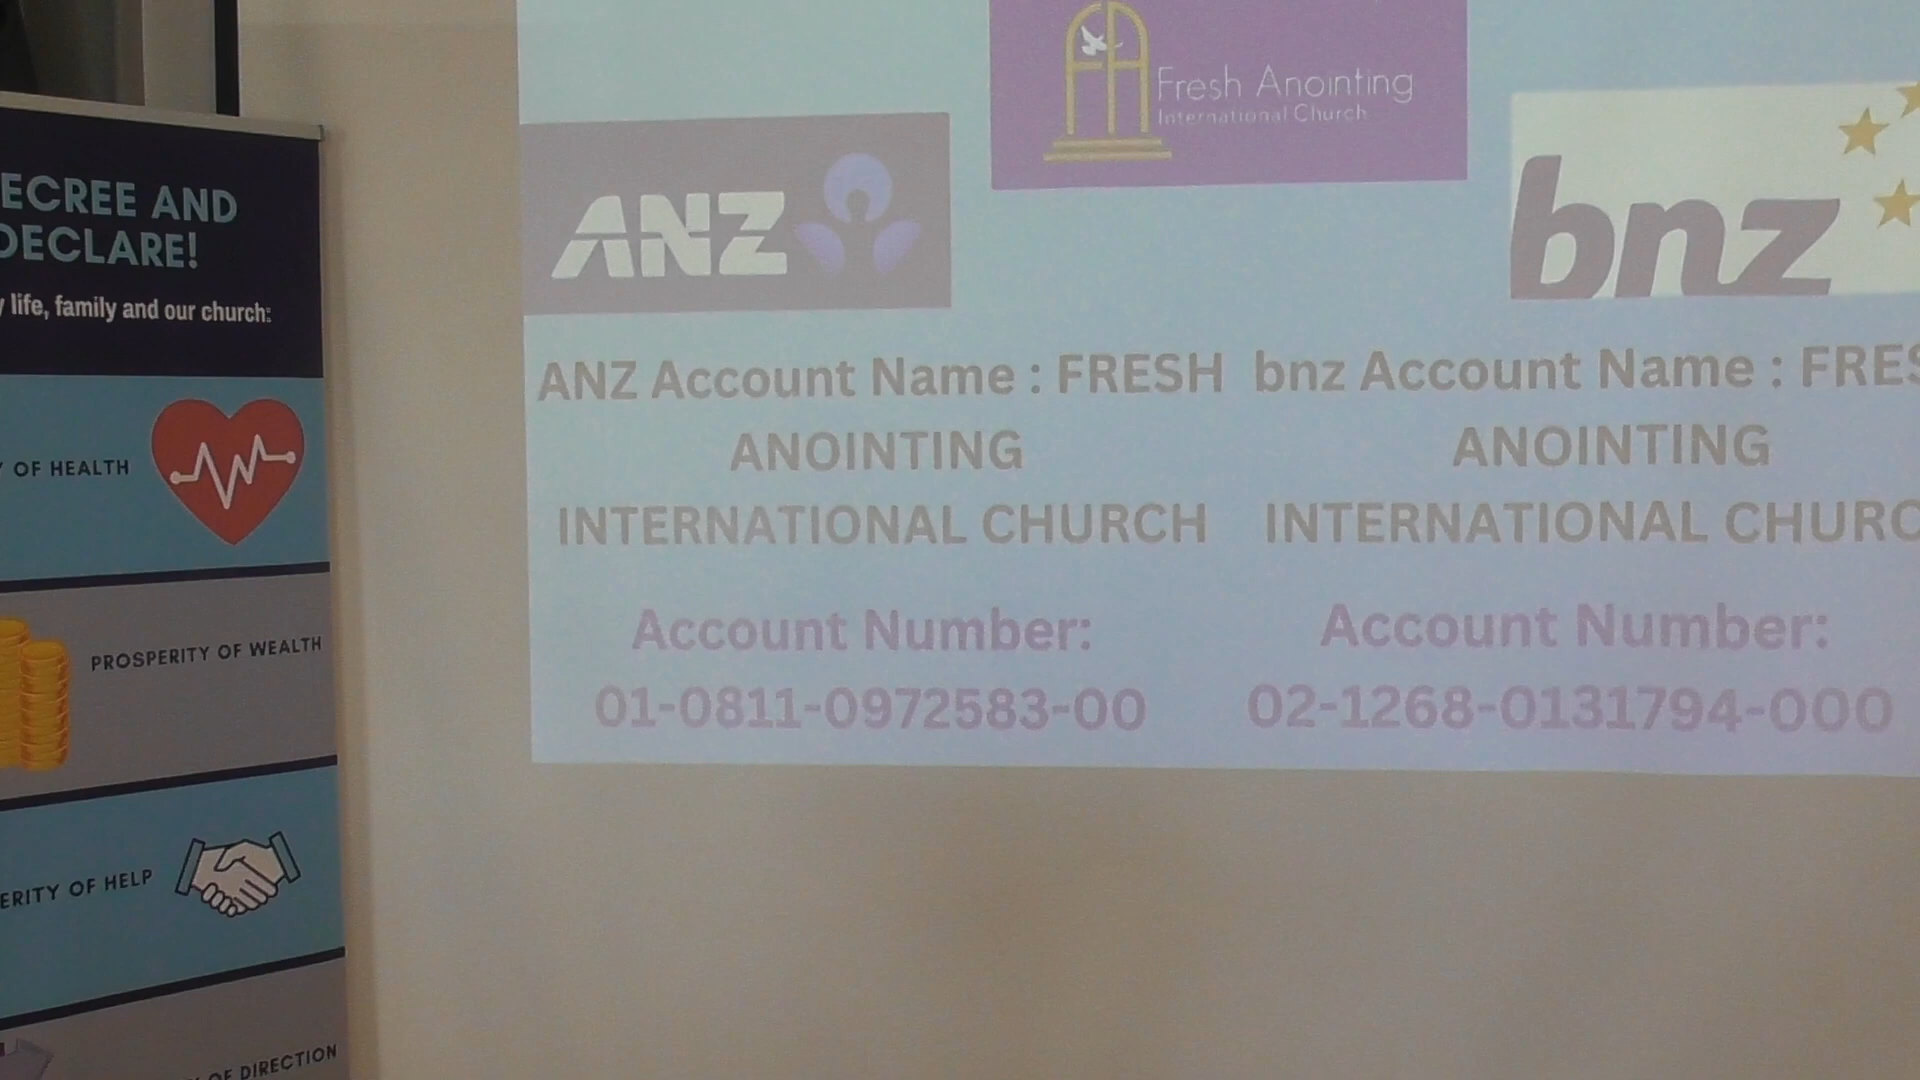 ECREE AND
DECLARE!
life, family and our church:
OF HEALTH
PROSPERITY OF WEALTH
ERITY OF HELP
OF DIRECTION
Fresh Anointing
International Church
ANZ
bnz
ANZ Account Name : FRESH
ANOINTING
INTERNATIONAL CHURCH
Account Number:
01-0811-0972583-00
bnz Account Name : FRES
ANOINTING
INTERNATIONAL CHURC
Account Number:
02-1268-0131794-000